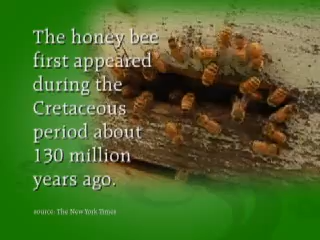 The honey bee
first appeared
during the
Cretaceous
period about
130 million
years ago.
source: The New York Times